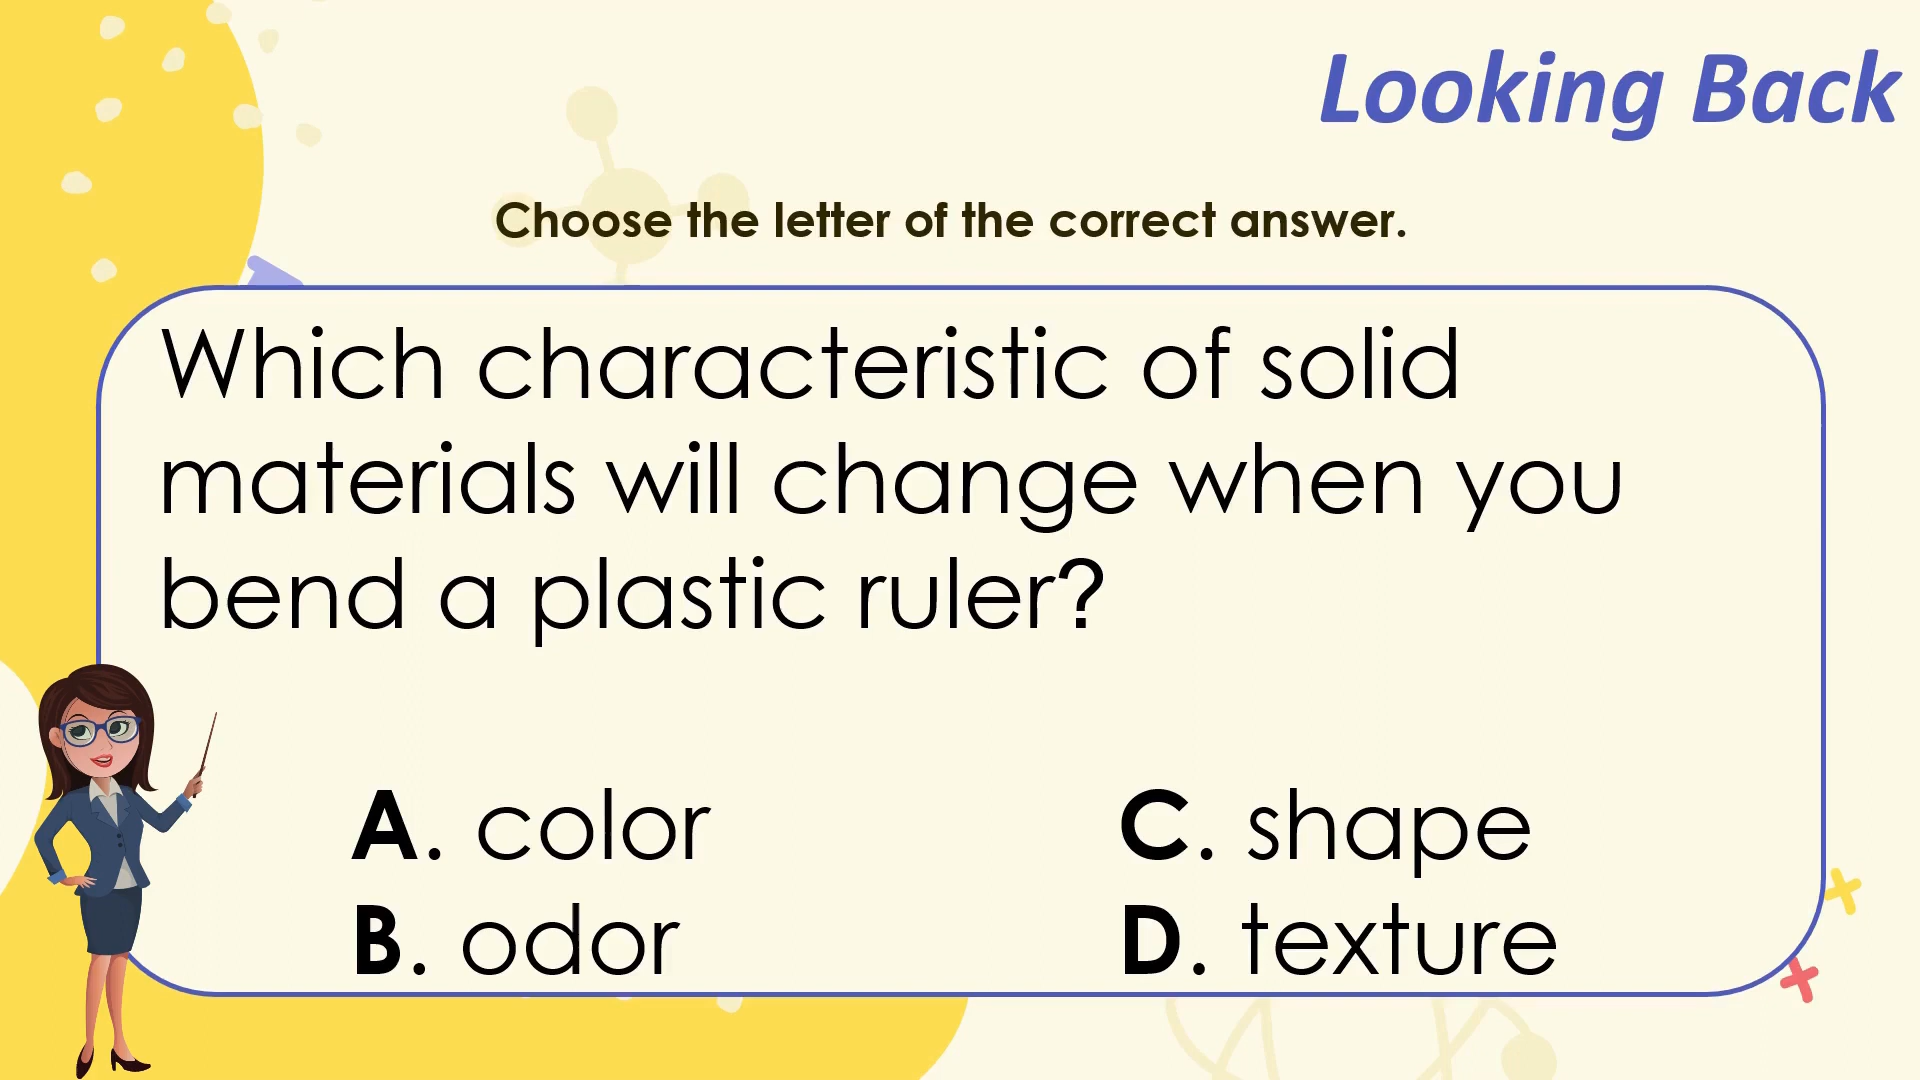 Looking Back
Choose the letter of the correct answer.
Which characteristic of solid
materials will change when you
bend a plastic ruler?
A. color
B. odor
C. shape
D. texture